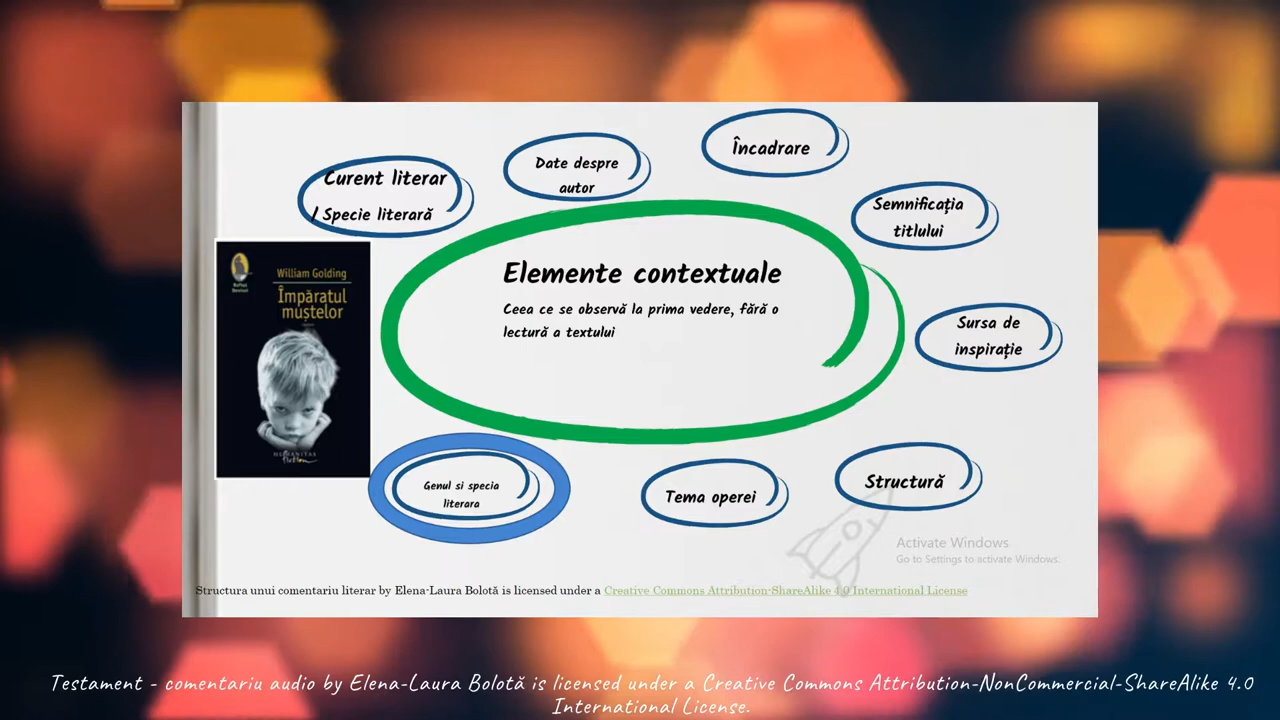 Încadrare
Date despre
autor
Curent literar
/ Specie literară
Semnificația
titlului
Elemente contextuale
Ceea ce se observă la prima vedere, fără o
lectură a textului
William Golding
Împăratul
muștelor
HUMANITAS
fiction
Sursa de
inspirație
Genul si specia
literara
Tema operei
Structură
Activate Windows
Go to Settings to activate Windows.
Structura unui comentariu literar by Elena-Laura Bolotă is licensed under a Creative Commons Attribution-ShareAlike 4.0 International License
Testament - comentariu audio by Elena-Laura Bolotă is licensed under a Creative Commons Attribution-NonCommercial-ShareAlike 4.0
International License.